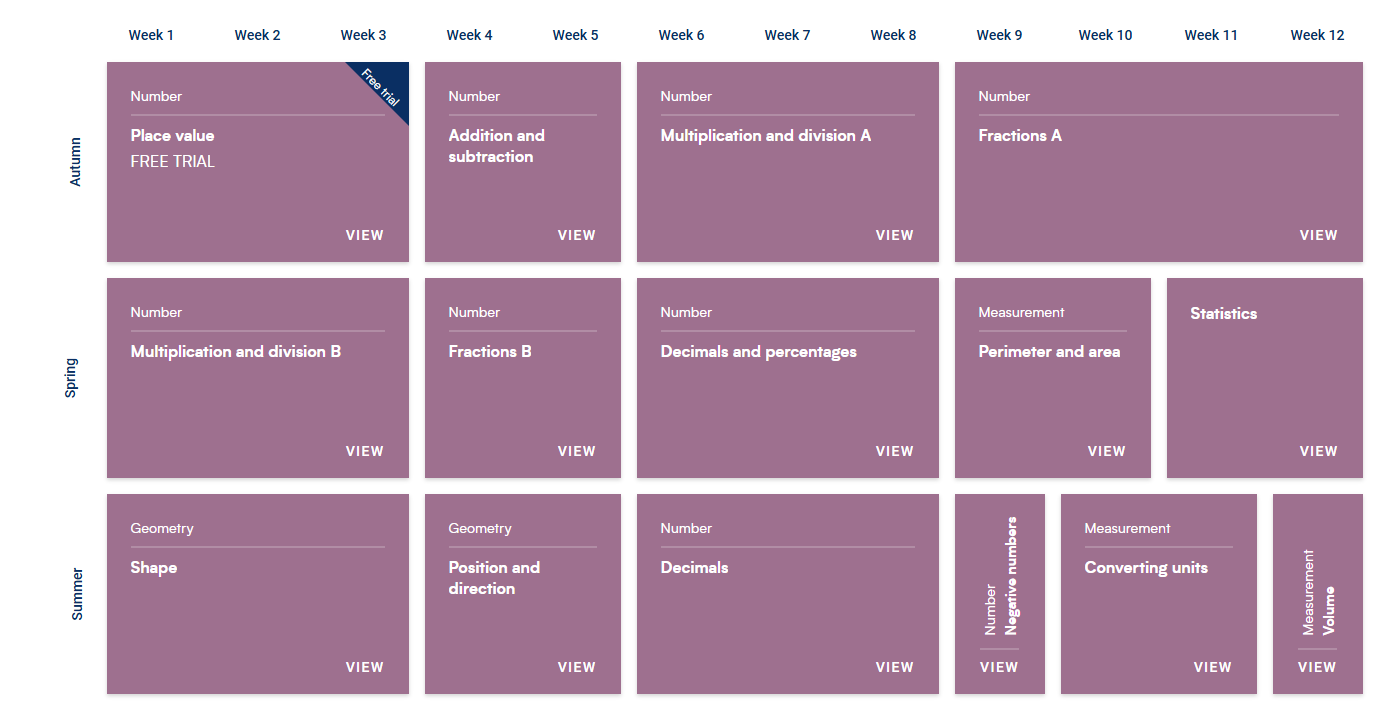 Week 1 Week 2 Week 3 Week 4 Week 5 Week 6 Week 7 Week 8 Week 9 Week 10 Week 11 Week 12
Autumn
Number
Place value
FREE TRIAL
Free trial
VIEW
Number
Addition and
subtraction
VIEW
Number
Multiplication and division A
VIEW
Number
Fractions A
VIEW
Spring
Number
Multiplication and division B
VIEW
Number
Fractions B
VIEW
Number
Decimals and percentages
VIEW
Measurement
Perimeter and area
VIEW
Statistics
VIEW
Summer
Geometry
Shape
VIEW
Geometry
Position and
direction
VIEW
Number
Decimals
VIEW
Number
Negative numbers
VIEW
Measurement
Converting units
VIEW
Measurement
Volume
VIEW